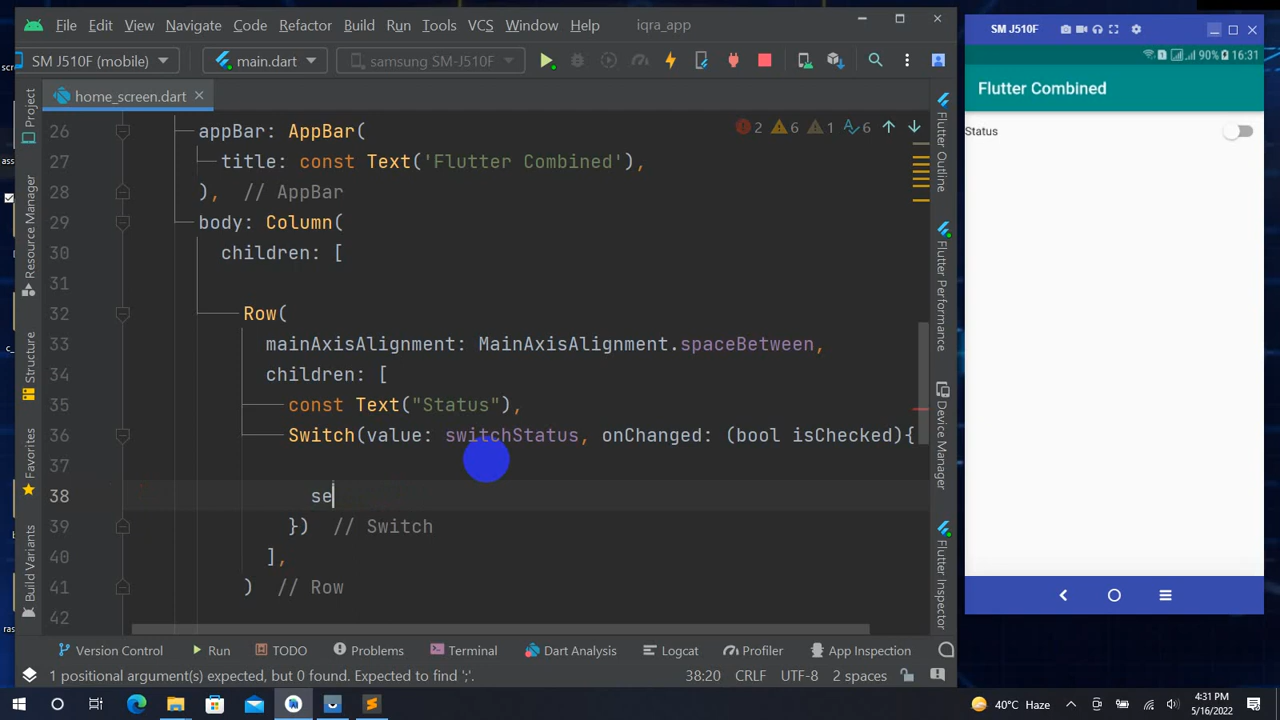 File Edit View Navigate Code Refactor Build Run Tools VCS Window Help iqra_app
SM J510F (mobile) main.dart samsung SM-J510F
home_screen.dart
2 6 1 6
26 appBar: AppBar(
27 title: const Text('Flutter Combined'),
28 ), // AppBar
29 body: Column(
30 children: [
31
32 Row(
33 mainAxisAlignment: MainAxisAlignment.spaceBetween,
34 children: [
35 const Text("Status"),
36 Switch(value: switchStatus, onChanged: (bool isChecked){
37
38 se
39 }) // Switch
40 ],
41 ) // Row
42
Project
Resource Manager
Structure
Favorites
Build Variants
Flutter Outline
Flutter Performance
Device Manager
Flutter Inspector
Version Control Run TODO Problems Terminal Dart Analysis Logcat Profiler App Inspection
1 positional argument(s) expected, but 0 found. Expected to find ';'. 38:20 CRLF UTF-8 2 spaces
SM J510F
90% 16:31
Flutter Combined
Status
40°C Haze
4:31 PM
5/16/2022